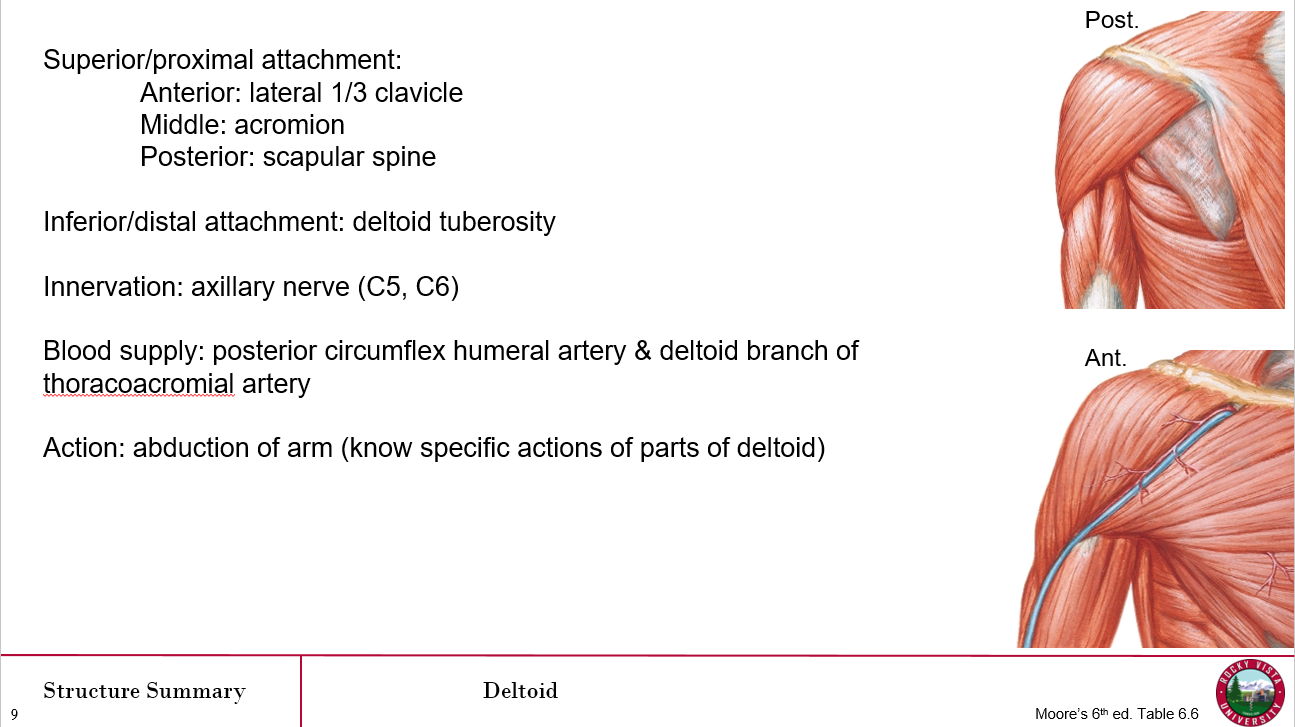 Post.
Superior/proximal attachment:
Anterior: lateral 1/3 clavicle
Middle: acromion
Posterior: scapular spine
Inferior/distal attachment: deltoid tuberosity
Innervation: axillary nerve (C5, C6)
Blood supply: posterior circumflex humeral artery & deltoid branch of
thoracoacromial artery
Ant.
Action: abduction of arm (know specific actions of parts of deltoid)
Structure Summary
Deltoid
9
Moore’s 6th ed. Table 6.6
ROCKY VISTA
UNIVERSITY